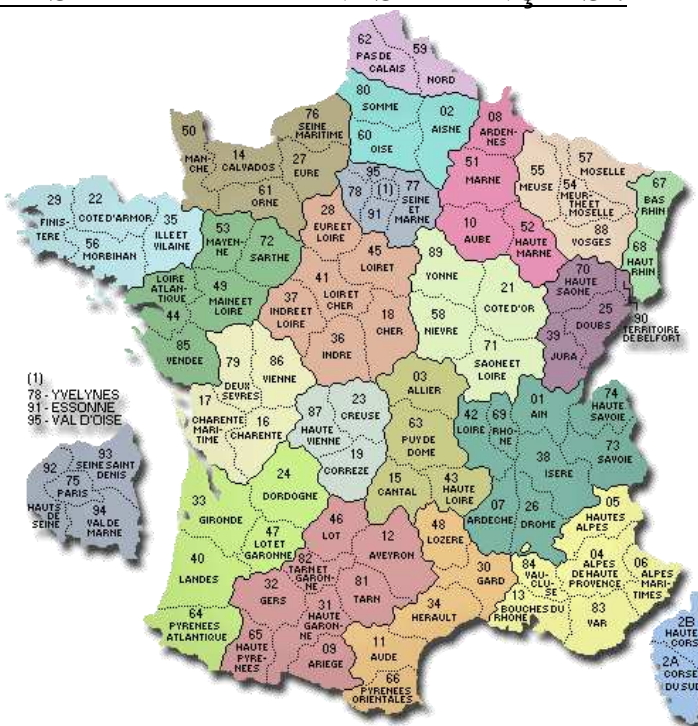 62
PAS DE
CALAIS
59
NORD
80
SOMME
02
AISNE
60
OISE
08
ARDEN-
NES
76
SEINE
MARITIME
50
MAN-
CHE
14
CALVADOS
27
EURE
61
ORNE
95
78
(1)
91
77
SEINE
ET
MARNE
51
MARNE
10
AUBE
52
HAUTE
MARNE
55
MEUSE
57
MOSELLE
54
MEUR-
THE ET
MOSELLE
88
VOSGES
67
BAS
RHIN
68
HAUT
RHIN
29
FINIS-
TERE
22
COTE D'ARMOR
35
ILLE ET
VILAINE
56
MORBIHAN
53
MAYEN-
NE
72
SARTHE
LOIRE
ATLAN-
TIQUE
44
49
MAINE ET
LOIRE
85
VENDEE
28
EURE ET
LOIRE
45
LOIRET
41
LOIR ET
CHER
37
INDRE ET
LOIRE
18
CHER
36
INDRE
89
YONNE
21
COTE D'OR
58
NIEVRE
71
SAONE ET
LOIRE
70
HAUTE
SAONE
25
DOUBS
39
JURA
90
TERRITOIRE
DE BELFORT
79
DEUX
SEVRES
86
VIENNE
17
CHARENTE
MARI-
TIME
16
CHARENTE
87
HAUTE
VIENNE
23
CREUSE
19
CORREZE
03
ALLIER
63
PUY DE
DOME
15
CANTAL
43
HAUTE
LOIRE
42
LOIRE
69
RHO-
NE
01
AIN
74
HAUTE
SAVOIE
73
SAVOIE
38
ISERE
07
ARDECHE
26
DROME
(1)
78 - YVELYNES
91 - ESSONNE
95 - VAL D'OISE
92
HAUTS
DE
SEINE
93
SEINE SAINT
DENIS
75
PARIS
94
VAL DE
MARNE
24
DORDOGNE
33
GIRONDE
47
LOT ET
GARONNE
40
LANDES
64
PYRENEES
ATLANTIQUE
46
LOT
12
AVEYRON
82
TARN ET
GARON-
NE
81
TARN
32
GERS
31
HAUTE
GARON-
NE
65
HAUTE
PYRE-
NEES
09
ARIEGE
48
LOZERE
30
GARD
34
HERAULT
11
AUDE
66
PYRENEES
ORIENTALES
05
HAUTES
ALPES
04
ALPES
DE HAUTE
PROVENCE
06
ALPES
MARI-
TIMES
84
VAU-
CLU-
SE
13
BOUCHES DU
RHONE
83
VAR
2B
HAUTE
CORS
2A
CORSE
DU SUD